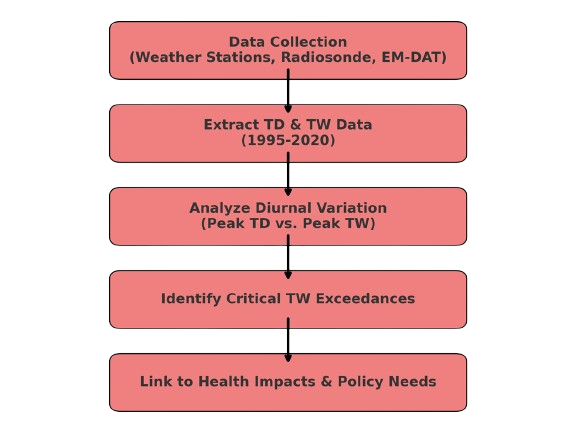 Data Collection
(Weather Stations, Radiosonde, EM-DAT)
Extract TD & TW Data
(1995-2020)
Analyze Diurnal Variation
(Peak TD vs. Peak TW)
Identify Critical TW Exceedances
Link to Health Impacts & Policy Needs